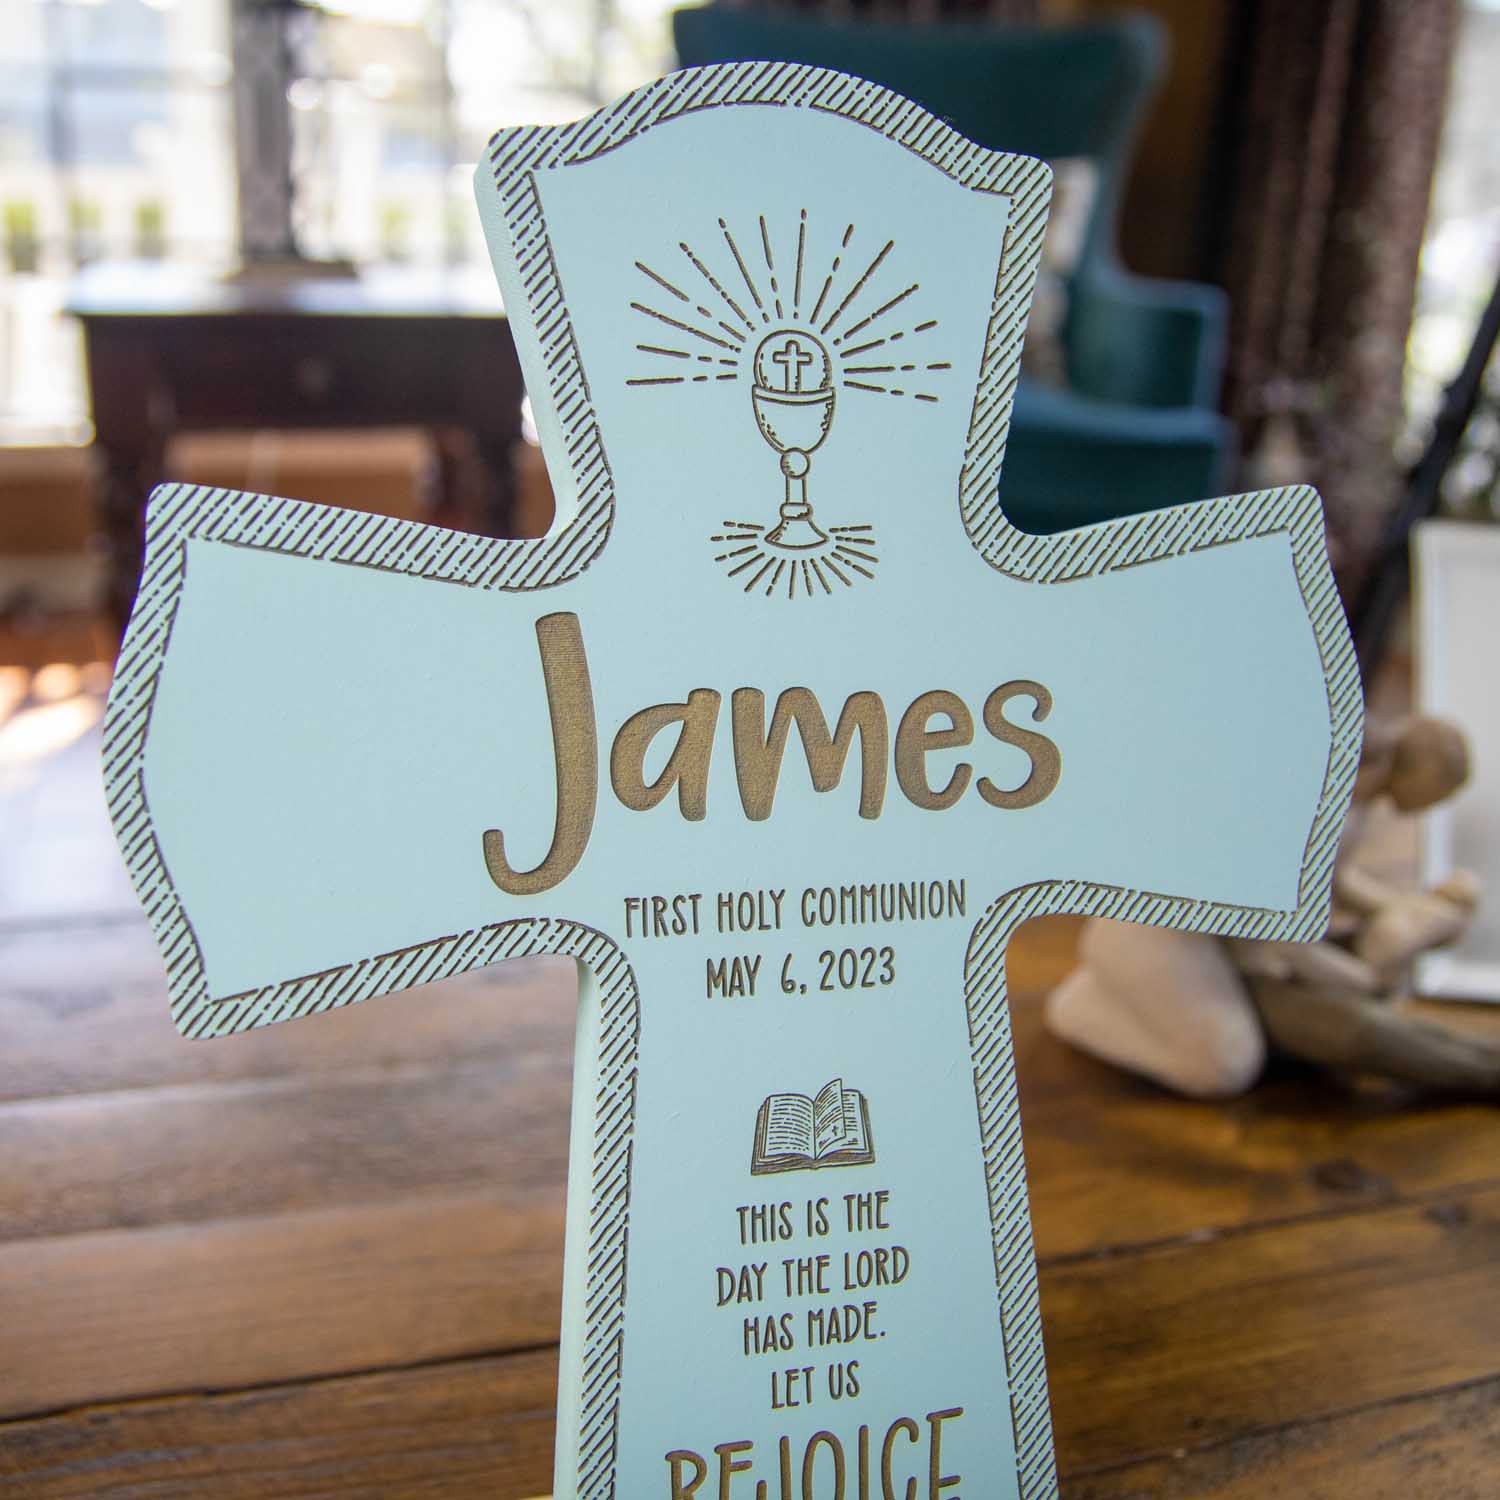 James
FIRST HOLY COMMUNION
MAY 6, 2023
THIS IS THE
DAY THE LORD
HAS MADE.
LET US
REJOICE